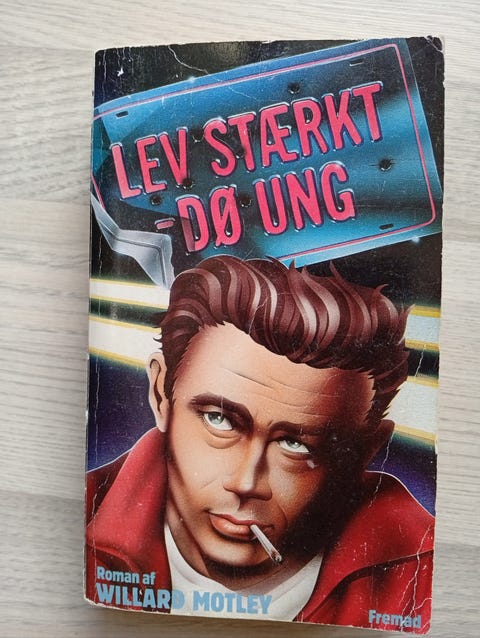 LEV STÆRKT
-DØ UNG
Roman af
WILLARD MOTLEY
Fremad